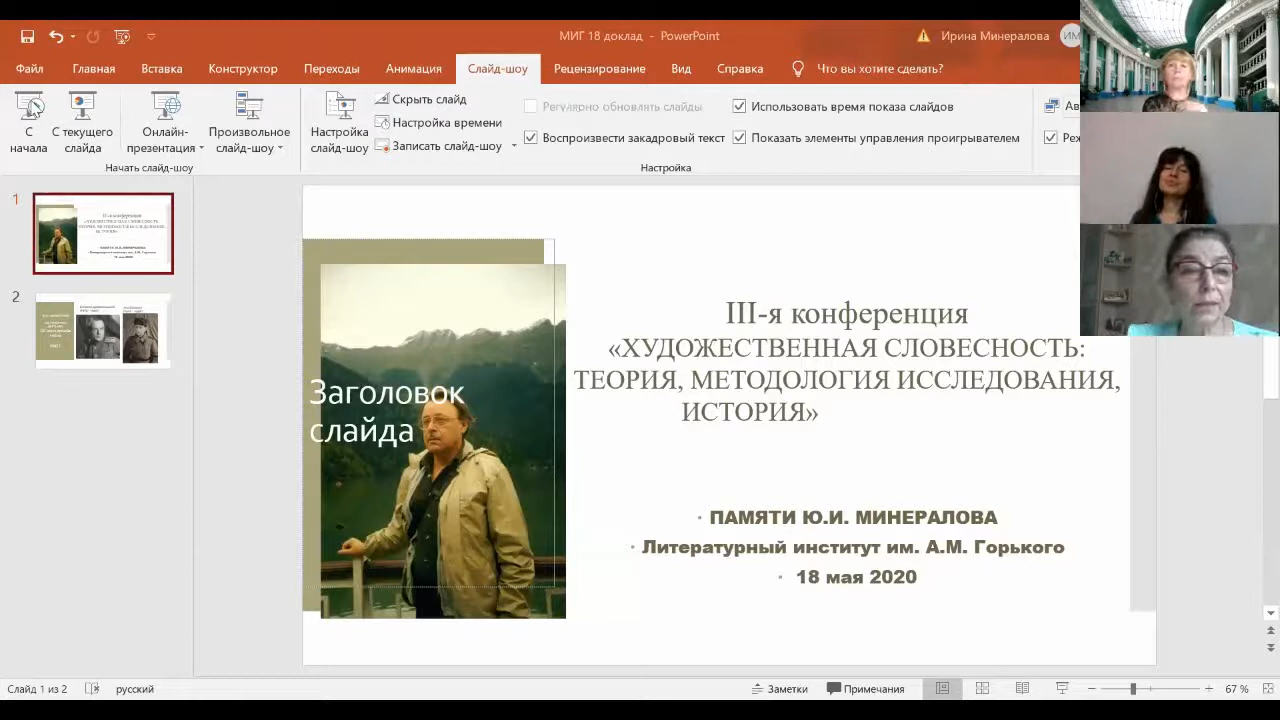 МИГ 18 доклад - PowerPoint
Ирина Минералова
ИМ
Файл
Главная
Вставка
Конструктор
Переходы
Анимация
Слайд-шоу
Рецензирование
Вид
Справка
Что вы хотите сделать?
С начала
С текущего слайда
Онлайн-презентация
Произвольное слайд-шоу
Начать слайд-шоу
Настройка слайд-шоу
Скрыть слайд
Настройка времени
Записать слайд-шоу
Регулярно обновлять слайды
Воспроизвести закадровый текст
Использовать время показа слайдов
Показать элементы управления проигрывателем
Настройка
1
2
Заголовок
слайда
III-я конференция
«ХУДОЖЕСТВЕННАЯ СЛОВЕСНОСТЬ:
ТЕОРИЯ, МЕТОДОЛОГИЯ ИССЛЕДОВАНИЯ,
ИСТОРИЯ»
ПАМЯТИ Ю.И. МИНЕРАЛОВА
Литературный институт им. А.М. Горького
18 мая 2020
Слайд 1 из 2
русский
Заметки
Примечания
67 %